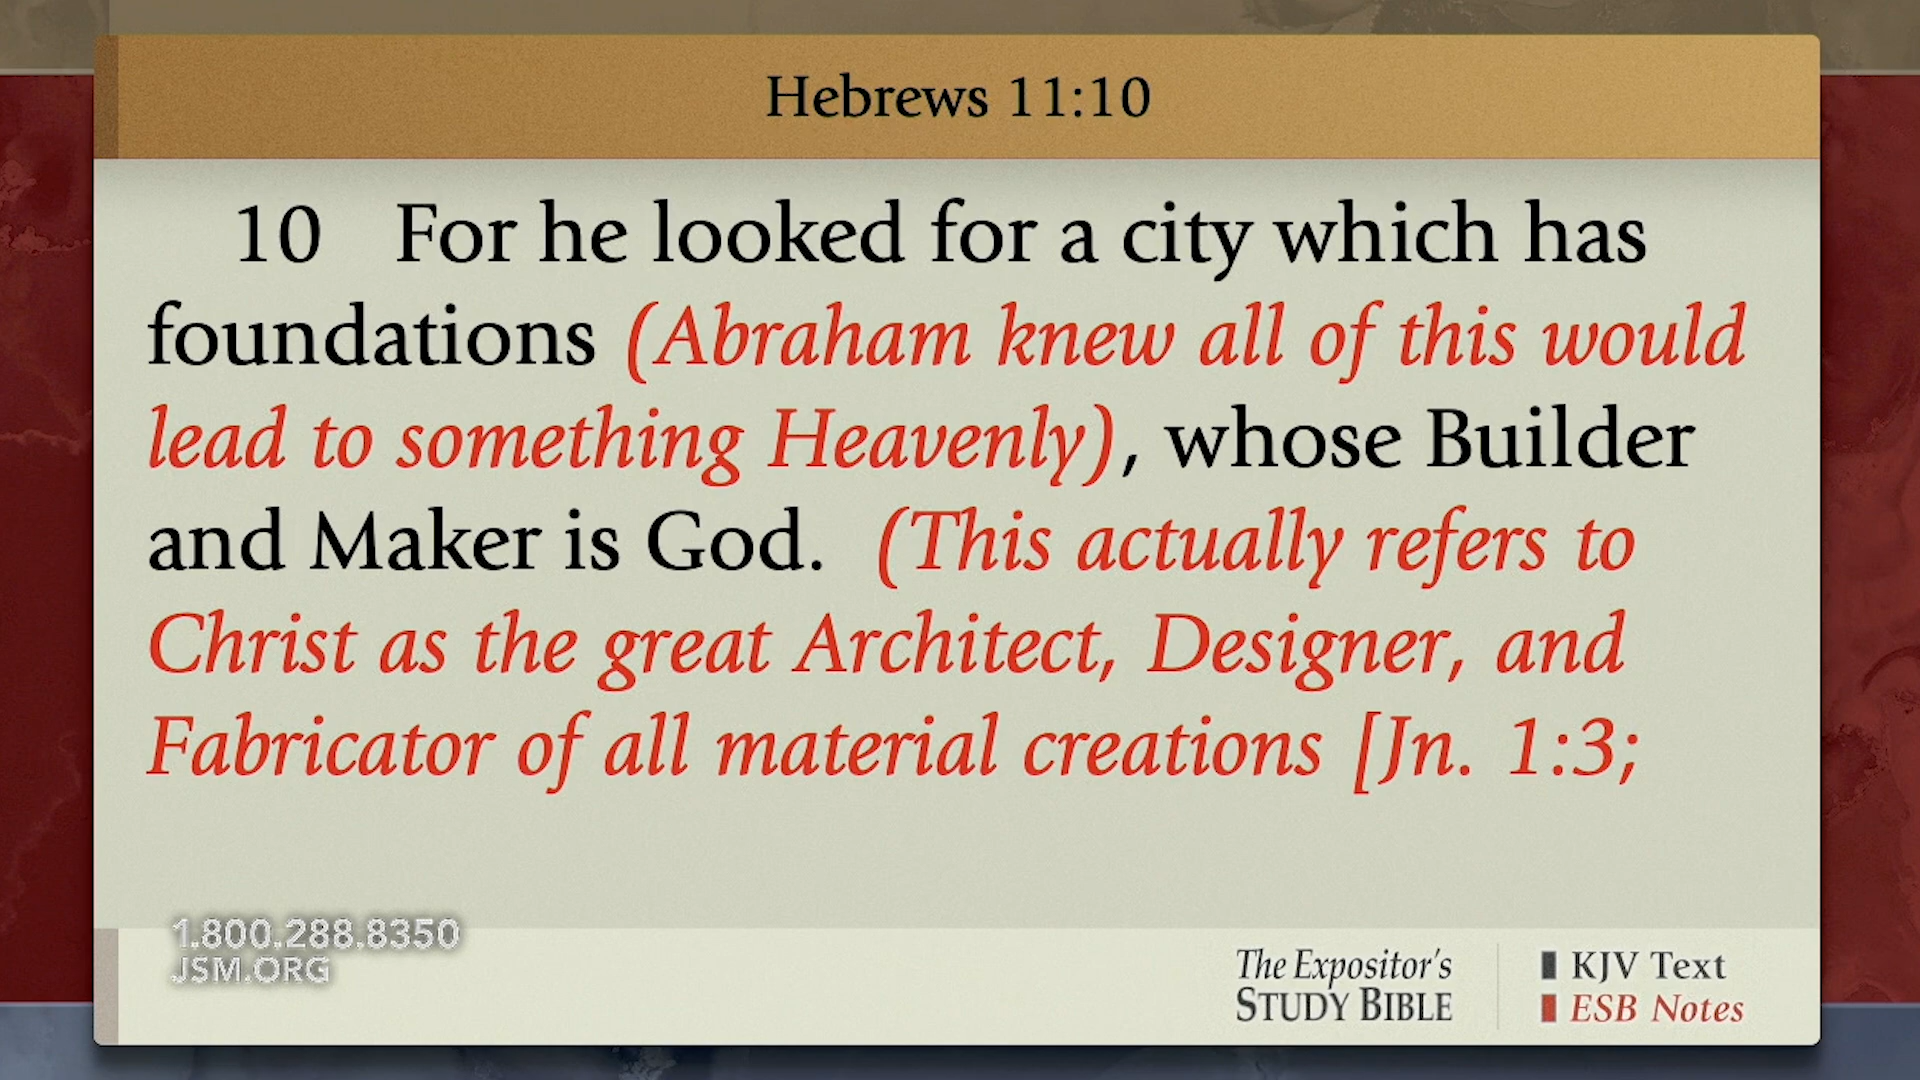 Hebrews 11:10
10 For he looked for a city which has
foundations (Abraham knew all of this would
lead to something Heavenly), whose Builder
and Maker is God. (This actually refers to
Christ as the great Architect, Designer, and
Fabricator of all material creations [Jn. 1:3;
1.800.288.8350
JSM.ORG
The Expositor's
STUDY BIBLE
KJV Text
ESB Notes